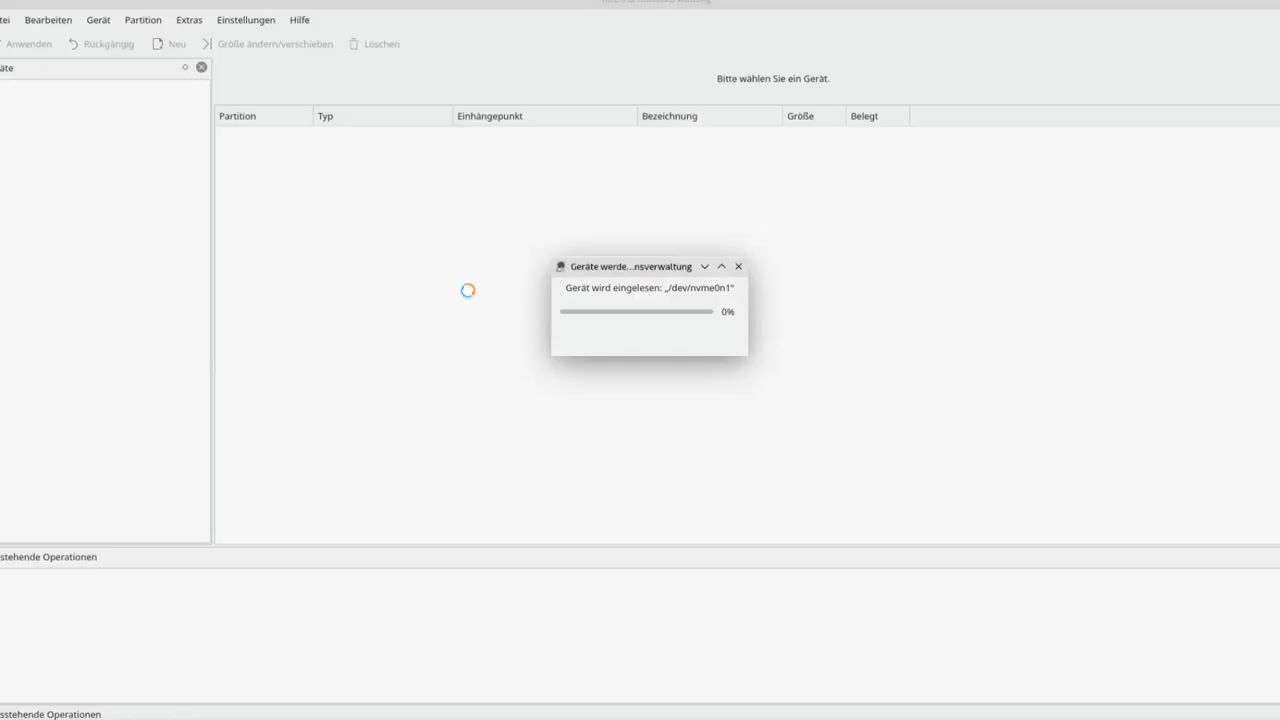 tei Bearbeiten Gerät Partition Extras Einstellungen Hilfe
Anwenden Rückgängig Neu Größe ändern/verschieben Löschen
äte
Bitte wählen Sie ein Gerät.
Partition Typ Einhängepunkt Bezeichnung Größe Belegt
Geräte werde...nsverwaltung
Gerät wird eingelesen: „/dev/nvme0n1“
0%
stehende Operationen
sstehende Operationen